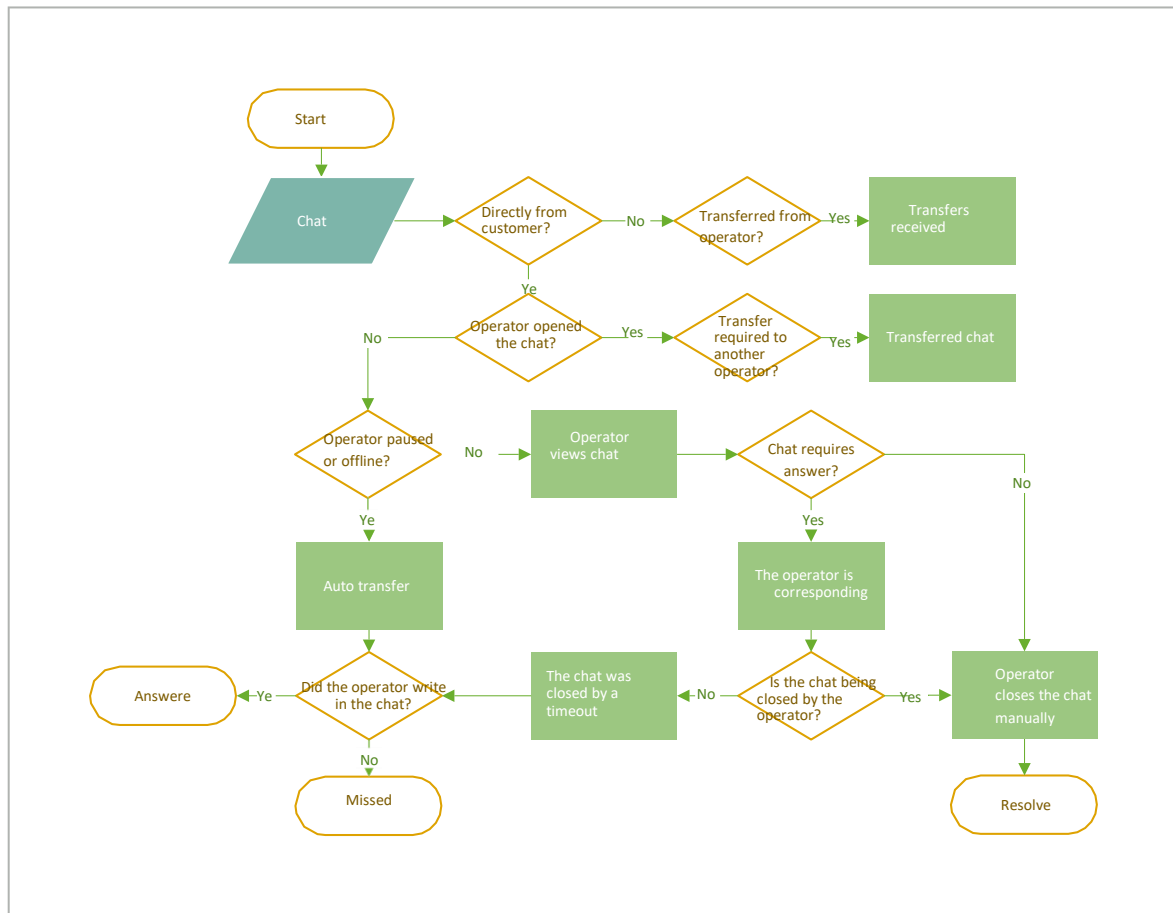 Start
Chat
Directly from
customer?
No
Transferred from
operator?
Yes
Transfers
received
Ye
No
Operator opened
the chat?
Yes
Transfer
required to
another
operator?
Yes
Transferred chat
Operator paused
or offline?
No
Operator
views chat
Chat requires
answer?
No
Ye
Yes
Auto transfer
The operator is
corresponding
Answere
Ye
Did the operator write
in the chat?
The chat was
closed by a
timeout
No
Is the chat being
closed by the
operator?
Yes
Operator
closes the chat
manually
No
Missed
Resolve